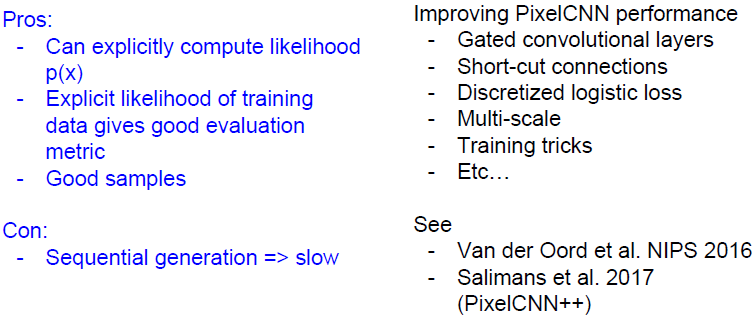 Pros:
- Can explicitly compute likelihood
p(x)
- Explicit likelihood of training
data gives good evaluation
metric
- Good samples
Con:
- Sequential generation => slow
Improving PixelCNN performance
- Gated convolutional layers
- Short-cut connections
- Discretized logistic loss
- Multi-scale
- Training tricks
- Etc…
See
- Van der Oord et al. NIPS 2016
- Salimans et al. 2017
(PixelCNN++)